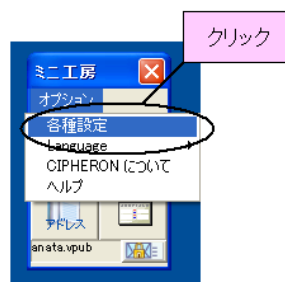 クリック
ミニ工房
オプション
各種設定
Language
CIPHERON について
ヘルプ
アドレス
anata.vpub